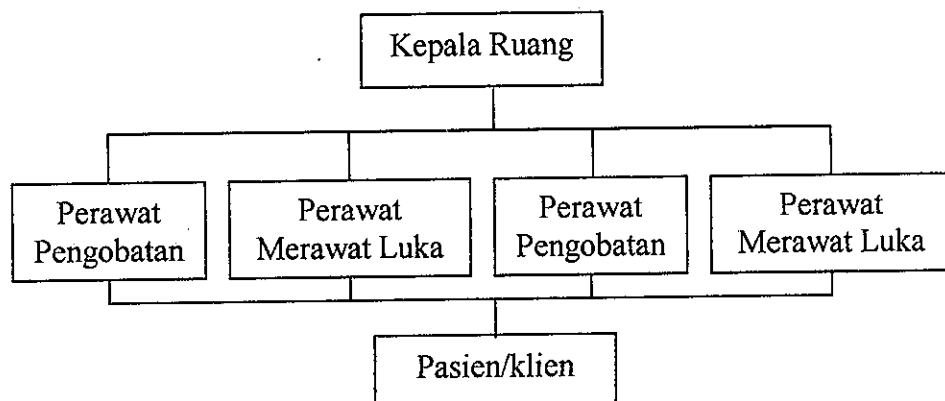 Kepala Ruang
Perawat
Pengobatan
Perawat
Merawat Luka
Perawat
Pengobatan
Perawat
Merawat Luka
Pasien/klien